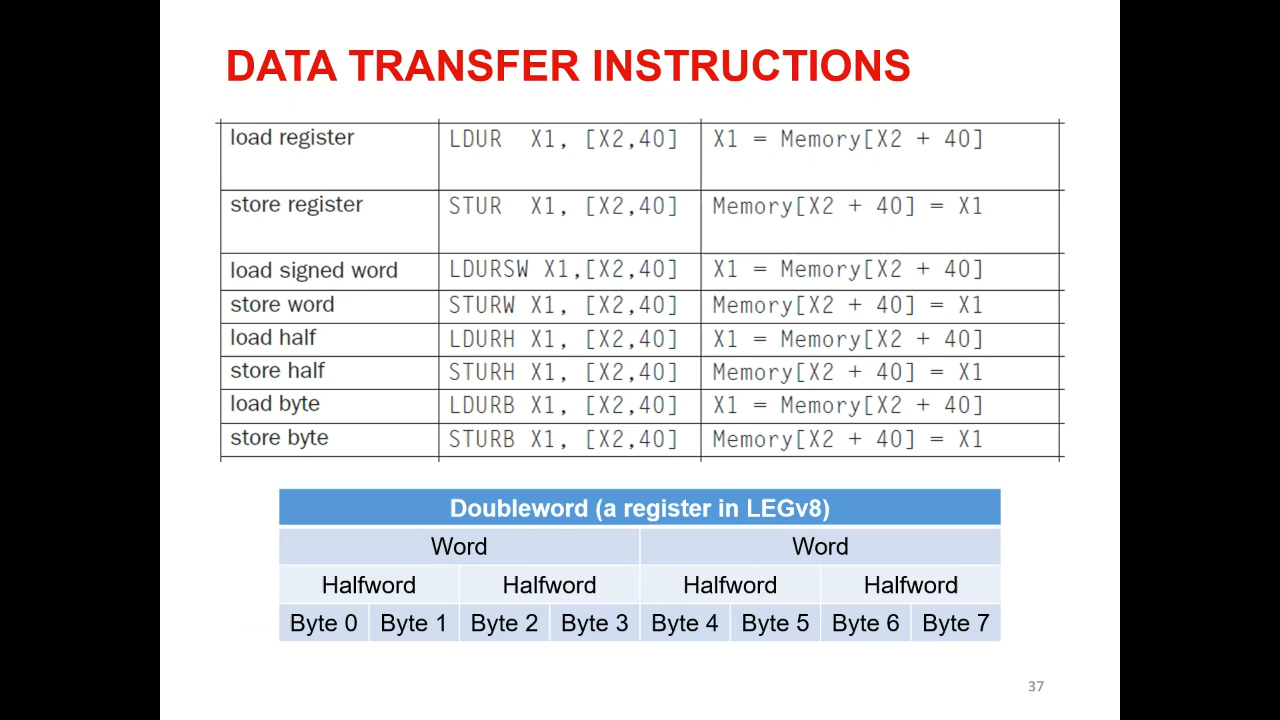 DATA TRANSFER INSTRUCTIONS
load register LDUR X1, [X2,40] X1 = Memory[X2 + 40]
store register STUR X1, [X2,40] Memory[X2 + 40] = X1
load signed word LDURSW X1,[X2,40] X1 = Memory[X2 + 40]
store word STURW X1, [X2,40] Memory[X2 + 40] = X1
load half LDURH X1, [X2,40] X1 = Memory[X2 + 40]
store half STURH X1, [X2,40] Memory[X2 + 40] = X1
load byte LDURB X1, [X2,40] X1 = Memory[X2 + 40]
store byte STURB X1, [X2,40] Memory[X2 + 40] = X1
Doubleword (a register in LEGv8)
Word Word
Halfword Halfword Halfword Halfword
Byte 0 Byte 1 Byte 2 Byte 3 Byte 4 Byte 5 Byte 6 Byte 7
37